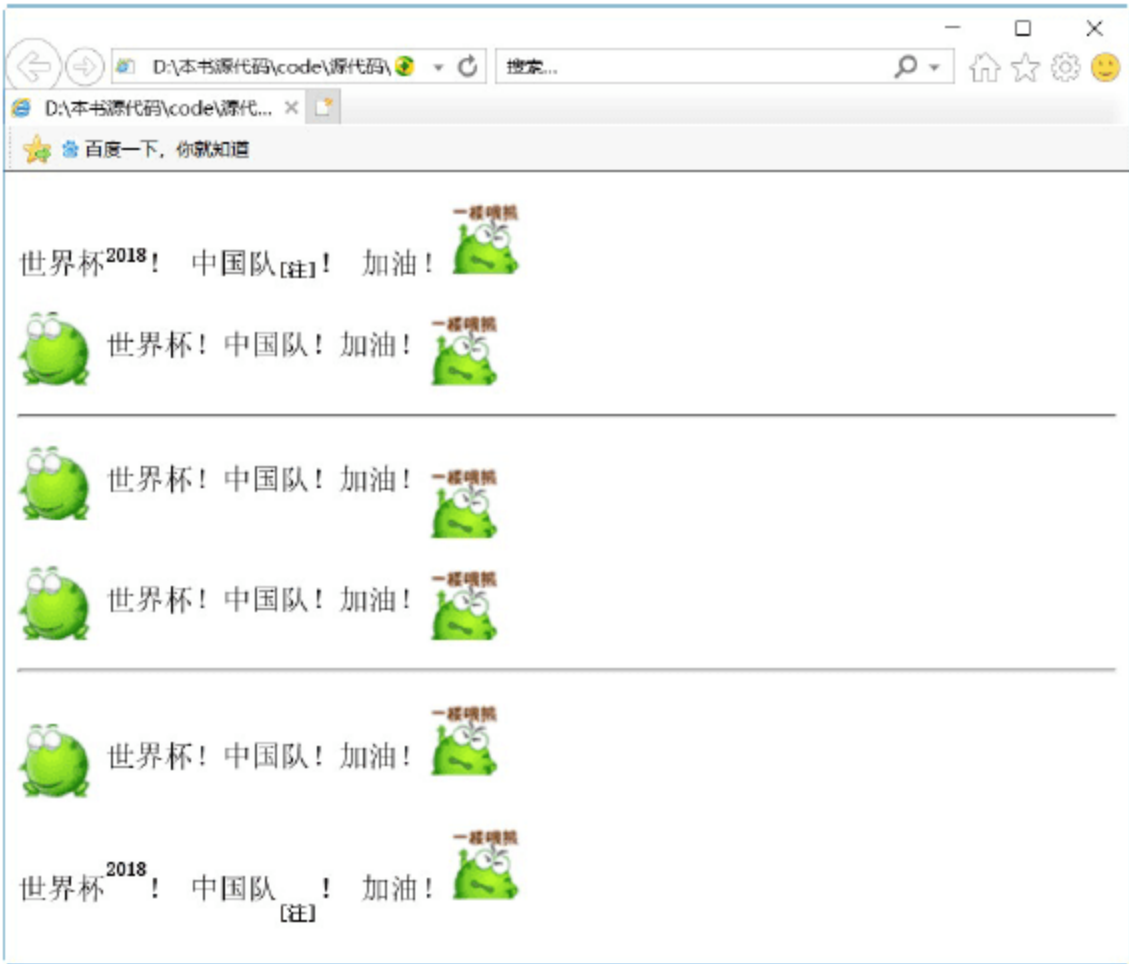 D:\本书源代码\code\源代码\
搜索...
D:\本书源代码\code\源代...
百度一下，你就知道
世界杯2018！ 中国队[注]！ 加油！
世界杯！中国队！加油！
世界杯！中国队！加油！
世界杯！中国队！加油！
世界杯！中国队！加油！
世界杯2018！ 中国队[注]！ 加油！